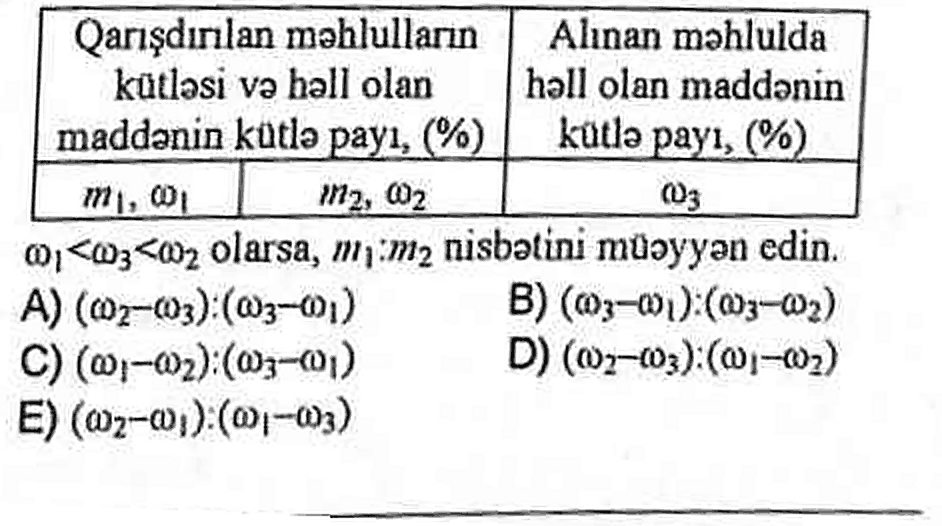 Qarışdırılan məhlulların
kütləsi və həll olan
maddənin kütlə payı, (%)
Alınan məhlulda
həll olan maddənin
kütlə payı, (%)
m₁, ω₁
m₂, ω₂
ω₃
ω₁<ω₃<ω₂ olarsa, m₁:m₂ nisbətini müəyyən edin.
A) (ω₂–ω₃):(ω₃–ω₁)
B) (ω₃–ω₁):(ω₃–ω₂)
C) (ω₁–ω₂):(ω₃–ω₁)
D) (ω₂–ω₃):(ω₁–ω₂)
E) (ω₂–ω₁):(ω₁–ω₃)